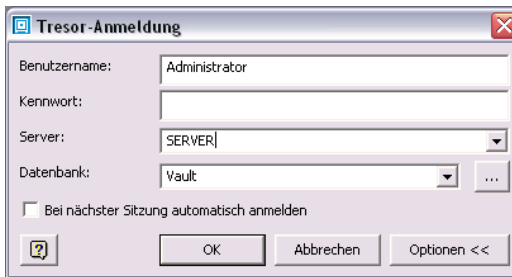 Tresor-Anmeldung
Benutzername: Administrator
Kennwort:
Server: SERVER
Datenbank: Vault ...
Bei nächster Sitzung automatisch anmelden
? OK Abbrechen Optionen <<